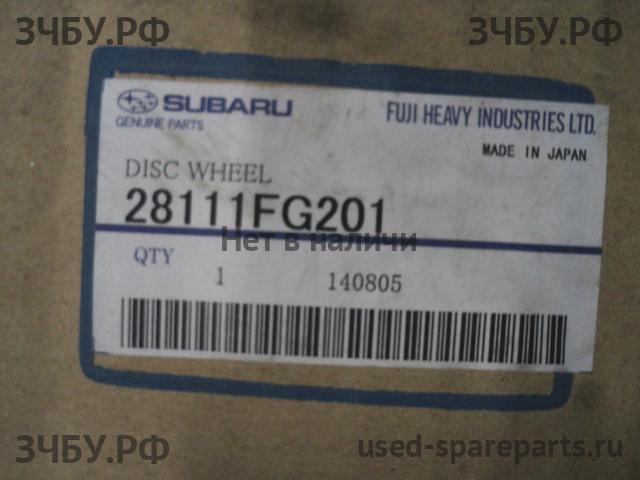 ЗЧБУ.РФ ЗЧБУ.РФ
SUBARU FUJI HEAVY INDUSTRIES LTD.
GENUINE PARTS
MADE IN JAPAN
DISC WHEEL
28111FG201
Нет в наличи
QTY
1 140805
ЗЧБУ.РФ used-spareparts.ru